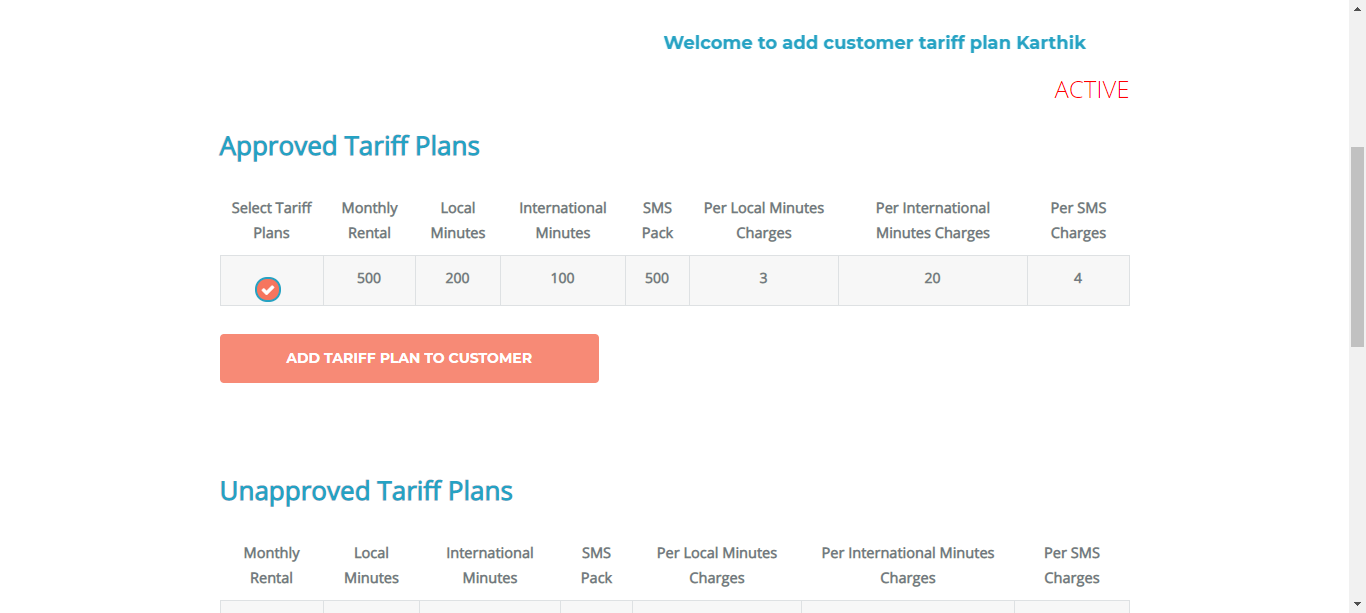 Welcome to add customer tariff plan Karthik
ACTIVE
Approved Tariff Plans
Select Tariff Monthly Local International SMS Per Local Minutes Per International Per SMS
Plans Rental Minutes Minutes Pack Charges Minutes Charges Charges
500 200 100 500 3 20 4
ADD TARIFF PLAN TO CUSTOMER
Unapproved Tariff Plans
Monthly Local International SMS Per Local Minutes Per International Minutes Per SMS
Rental Minutes Minutes Pack Charges Charges Charges